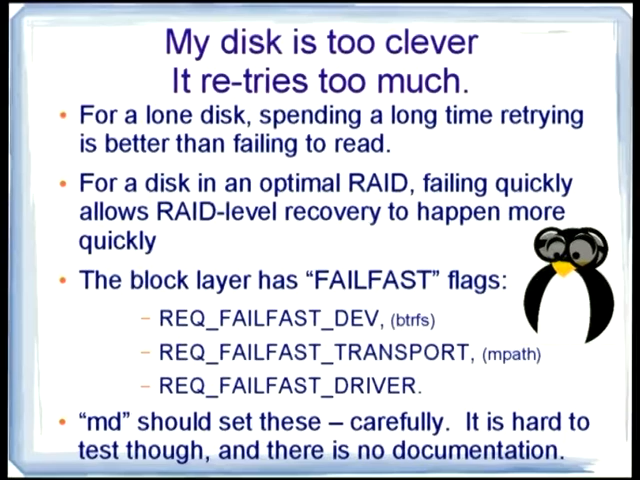 My disk is too clever
It re-tries too much.
• For a lone disk, spending a long time retrying
is better than failing to read.
• For a disk in an optimal RAID, failing quickly
allows RAID-level recovery to happen more
quickly
• The block layer has “FAILFAST” flags:
– REQ_FAILFAST_DEV, (btrfs)
– REQ_FAILFAST_TRANSPORT, (mpath)
– REQ_FAILFAST_DRIVER.
• “md” should set these – carefully. It is hard to
test though, and there is no documentation.